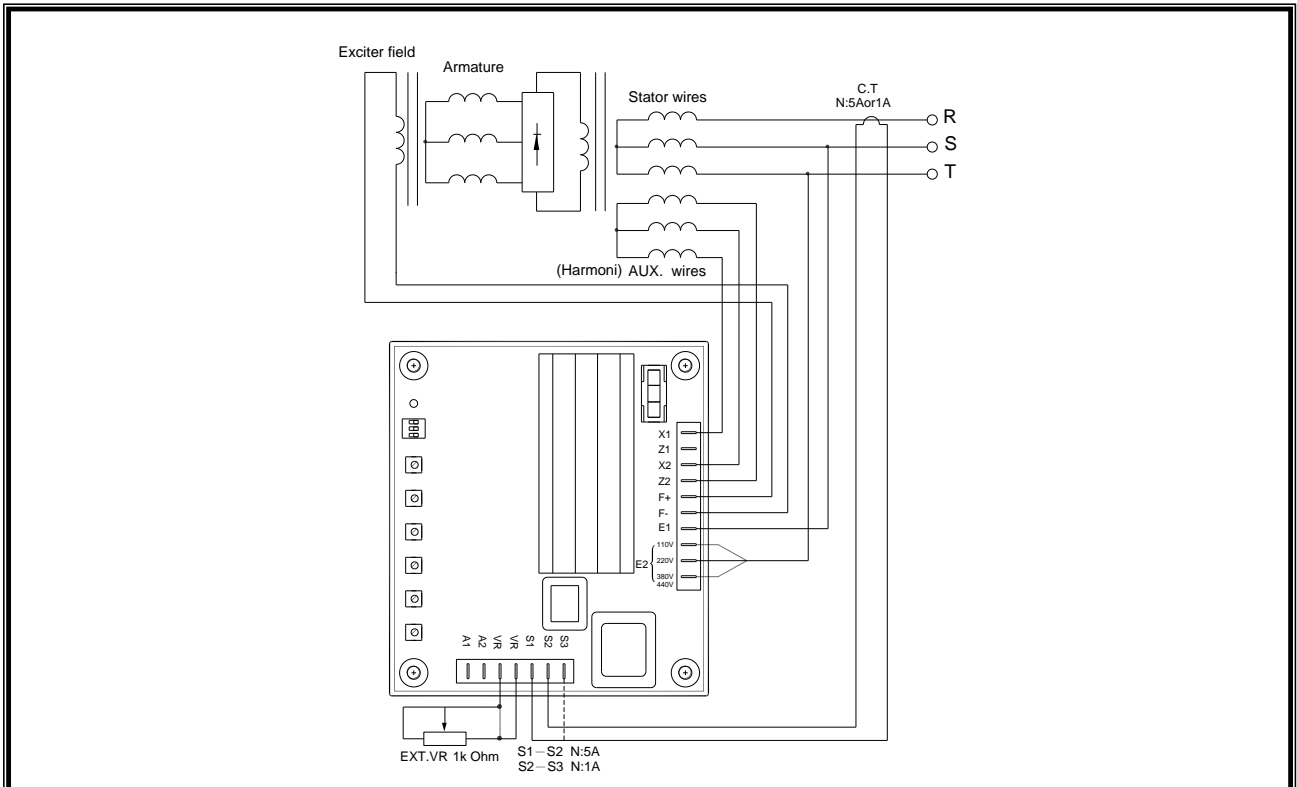 Exciter field
Armature
Stator wires
C.T
N:5Aor1A
R
S
T
(Harmoni) AUX. wires
X1
Z1
X2
Z2
F+
F-
E1
E2
110V
220V
380V
440V
A1
A2
VR
VR
S1
S2
S3
EXT.VR 1k Ohm
S1–S2 N:5A
S2–S3 N:1A